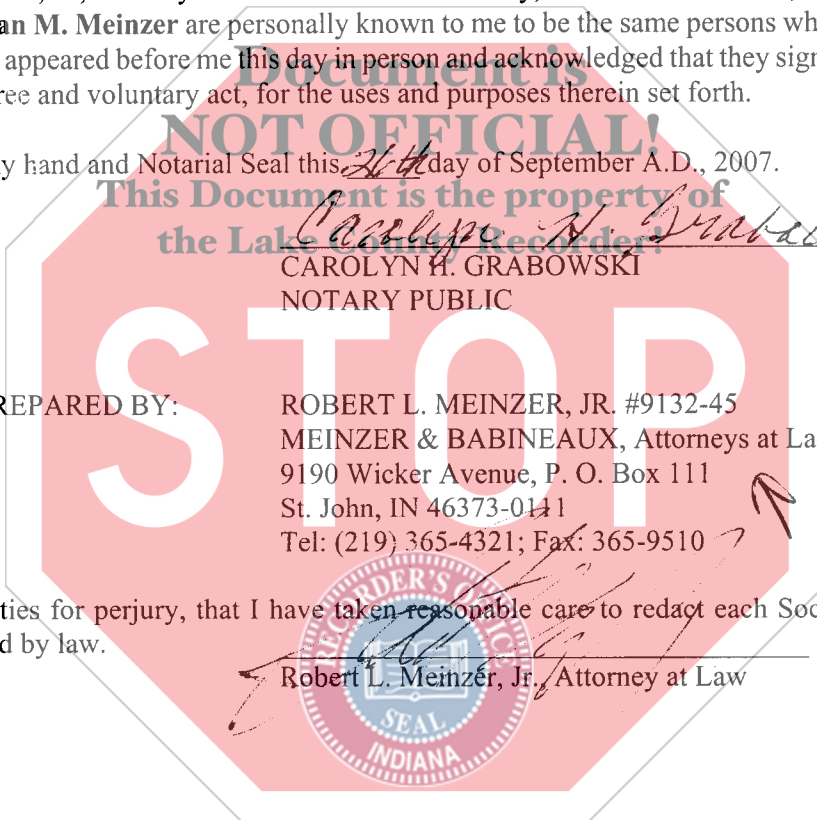 an M. Meinzer are personally known to me to be the same persons wh
appeared before me this day in person and acknowledged that they sign
ree and voluntary act, for the uses and purposes therein set forth.
Document is
NOT OFFICIAL!
This Document is the property of
the Lake County Recorder!
y hand and Notarial Seal this 26th day of September A.D., 2007.
Carolyn H. Grabow
CAROLYN H. GRABOWSKI
NOTARY PUBLIC
STOP
REPARED BY: ROBERT L. MEINZER, JR. #9132-45
MEINZER & BABINEAUX, Attorneys at La
9190 Wicker Avenue, P. O. Box 111
St. John, IN 46373-0111
Tel: (219) 365-4321; Fax: 365-9510
ties for perjury, that I have taken reasonable care to redact each Soc
d by law.
Robert L. Meinzer, Jr., Attorney at Law
RECORDER'S OFFICE
SEAL
INDIANA